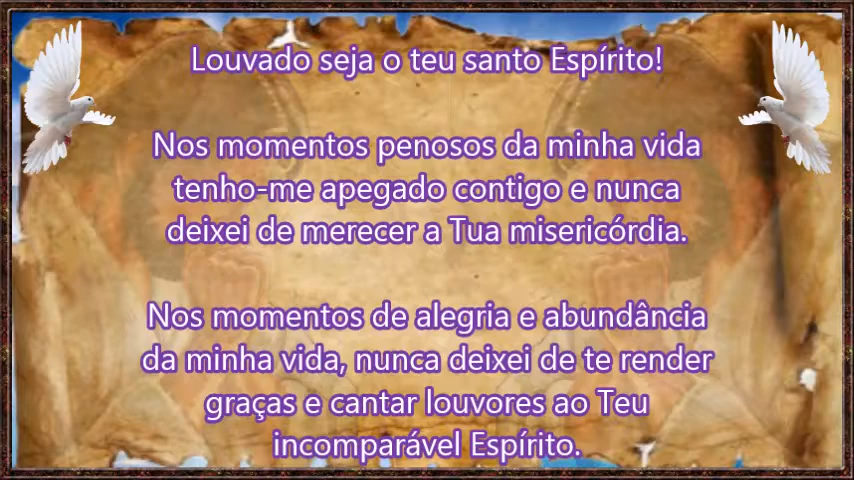 Louvado seja o teu santo Espírito!
Nos momentos penosos da minha vida
tenho-me apegado contigo e nunca
deixei de merecer a Tua misericórdia.
Nos momentos de alegria e abundância
da minha vida, nunca deixei de te render
graças e cantar louvores ao Teu
incomparável Espírito.